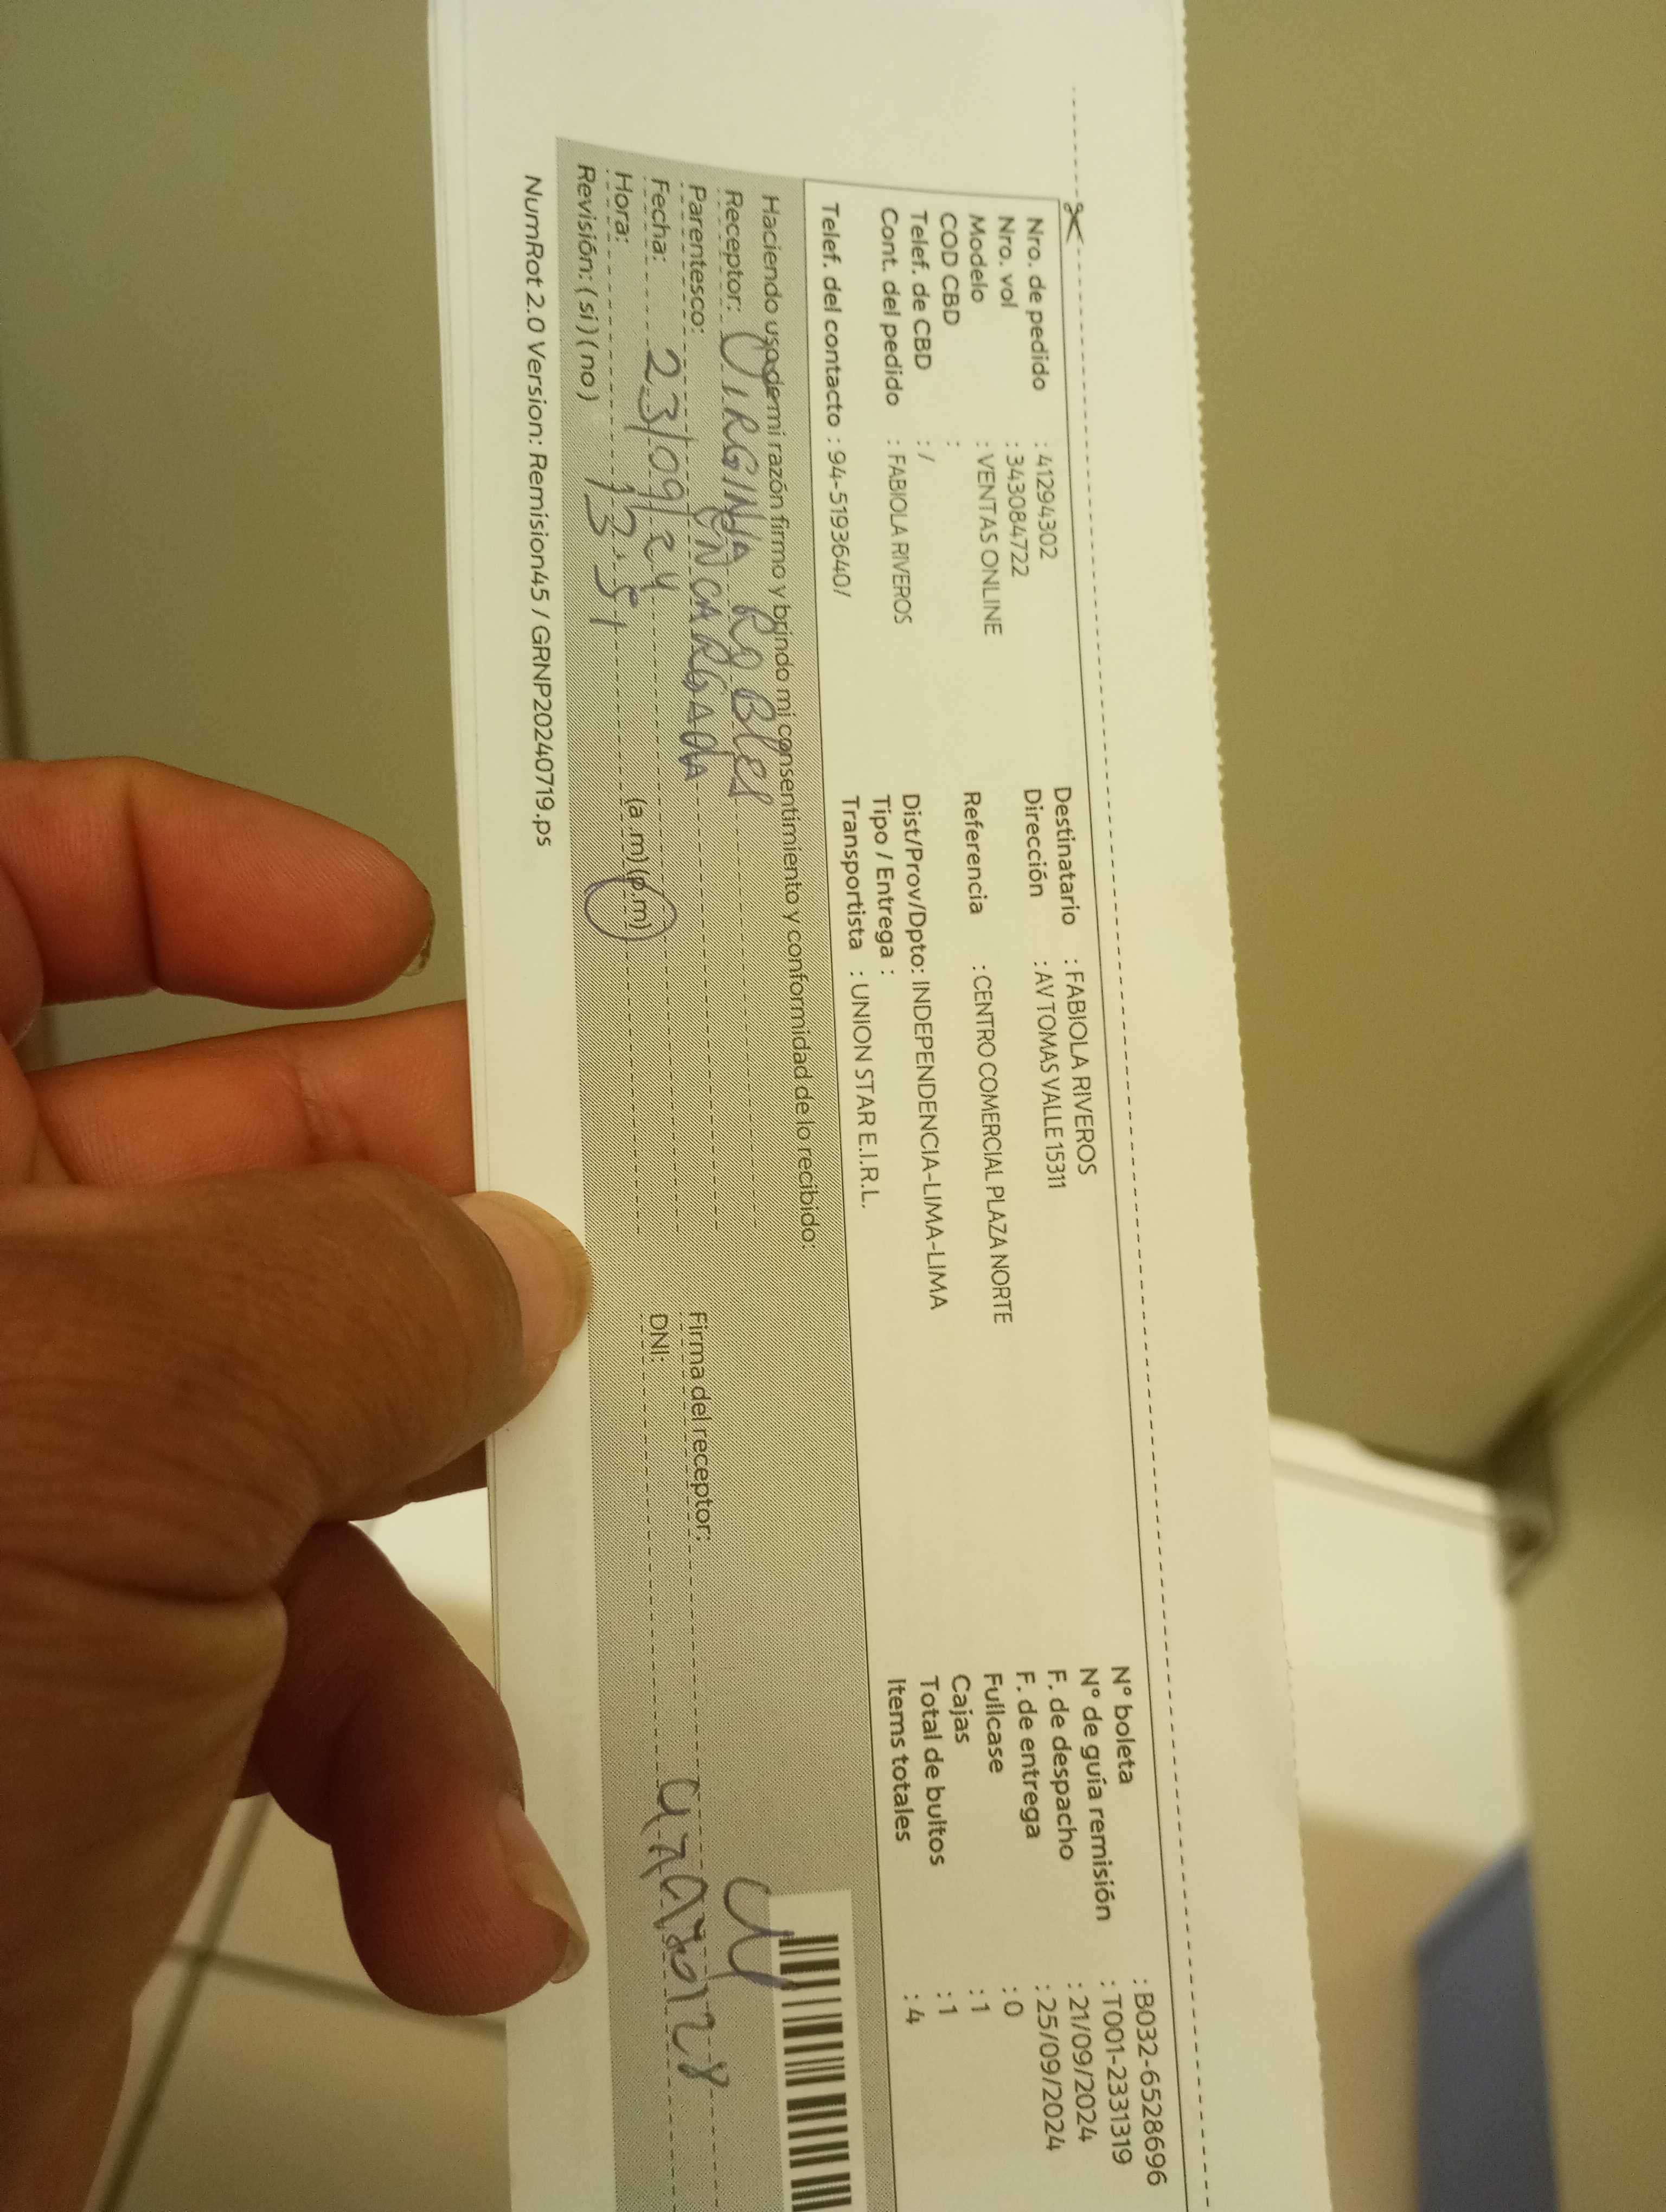 Nro. de pedido : 41294302
Nro. vol : 343084722
Modelo : VENTAS ONLINE
COD CBD :
Telef. de CBD : /
Cont. del pedido : FABIOLA RIVEROS
Telef. del contacto : 94-5193640/
Destinatario : FABIOLA RIVEROS
Dirección : AV TOMAS VALLE 15311
Referencia : CENTRO COMERCIAL PLAZA NORTE
Dist/Prov/Dpto: INDEPENDENCIA-LIMA-LIMA
Tipo / Entrega :
Transportista : UNION STAR E.I.R.L.
Nº boleta : B032-6528696
Nº de guía remisión : T001-2331319
F. de despacho : 21/09/2024
F. de entrega : 25/09/2024
Fullcase : 0
Cajas : 1
Total de bultos : 1
Items totales : 4
Haciendo uso de mi razón firmo y brindo mi consentimiento y conformidad de lo recibido:
Receptor: VIRGINIA ROBLES
Parentesco: ENCARGADA
Fecha: 23/09/24
Hora: 13:51 (a.m) (p.m)
Revisión: (si) (no)
Firma del receptor:
DNI:
NumRot 2.0 Version: Remision45 / GRNP20240719.ps